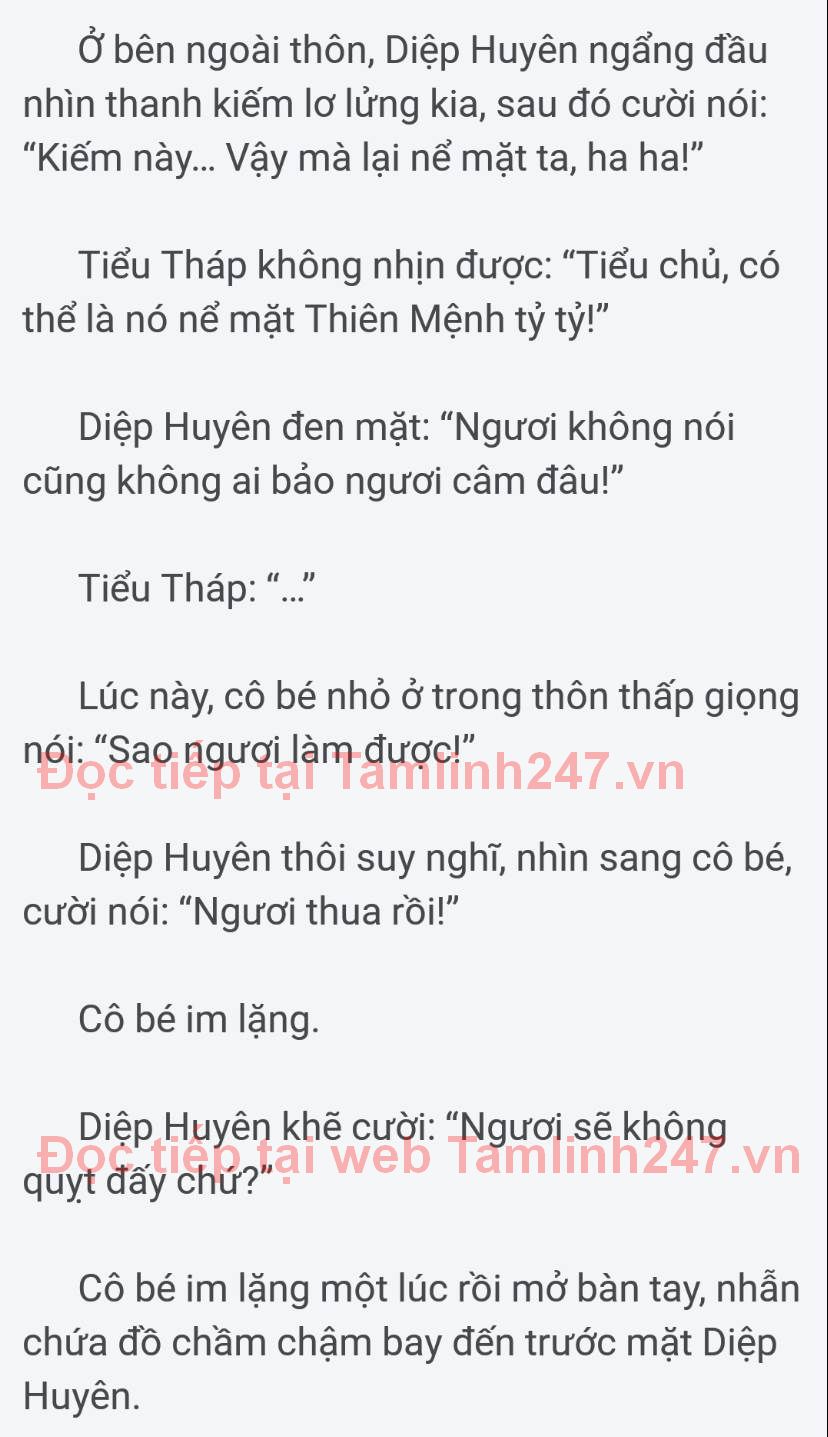 Ở bên ngoài thôn, Diệp Huyên ngẩng đầu
nhìn thanh kiếm lơ lửng kia, sau đó cười nói:
“Kiếm này... Vậy mà lại nể mặt ta, ha ha!”
Tiểu Tháp không nhịn được: “Tiểu chủ, có
thể là nó nể mặt Thiên Mệnh tỷ tỷ!”
Diệp Huyên đen mặt: “Ngươi không nói
cũng không ai bảo ngươi câm đâu!”
Tiểu Tháp: “...”
Lúc này, cô bé nhỏ ở trong thôn thấp giọng
nói: “Sao ngươi làm được!”
Đọc tiếp tại Tamlinh247.vn
Diệp Huyên thôi suy nghĩ, nhìn sang cô bé,
cười nói: “Ngươi thua rồi!”
Cô bé im lặng.
Diệp Huyên khẽ cười: “Ngươi sẽ không
Đọc tiếp tại web Tamlinh247.vn
quỵt đấy chứ?”
Cô bé im lặng một lúc rồi mở bàn tay, nhẫn
chứa đồ chầm chậm bay đến trước mặt Diệp
Huyên.